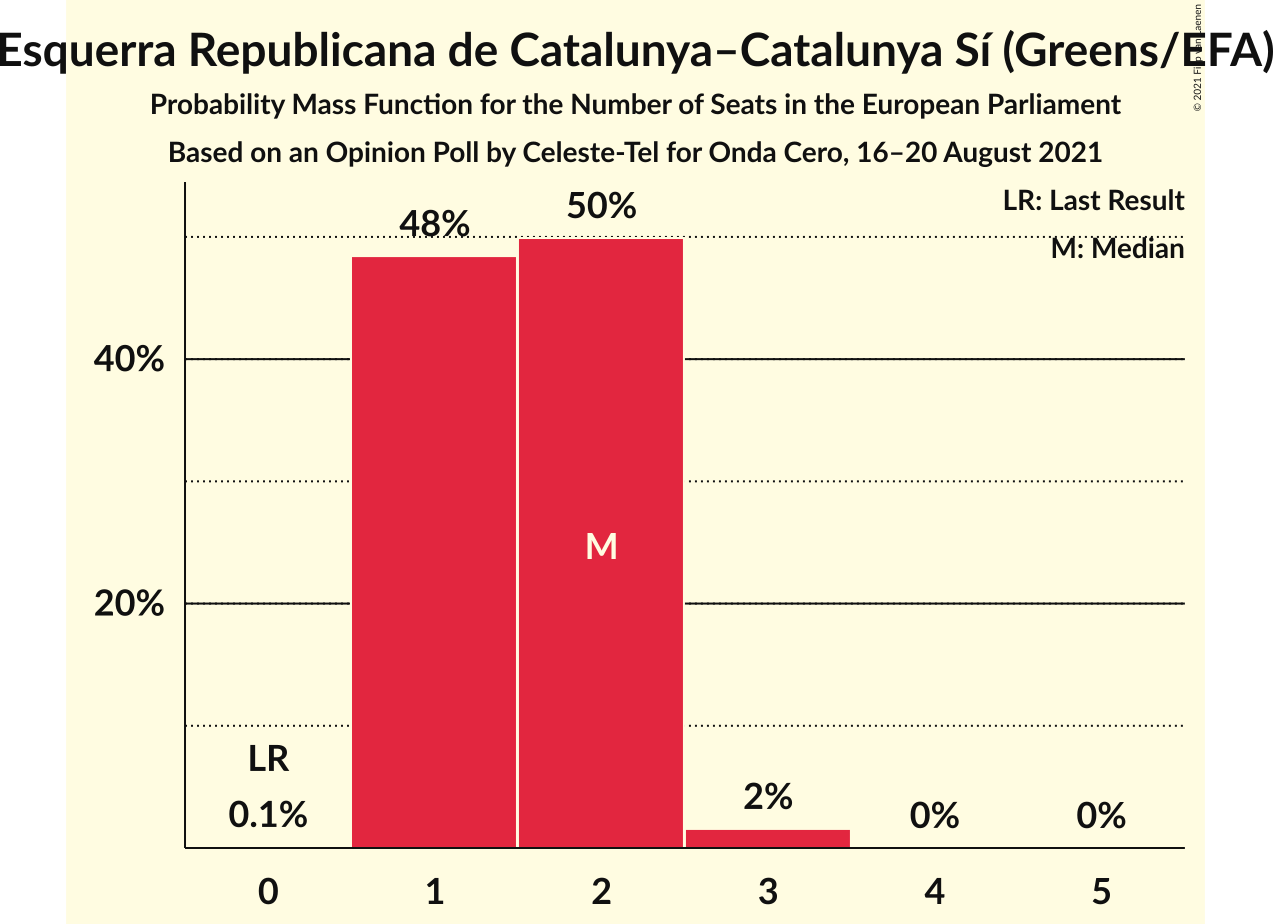 Esquerra Republicana de Catalunya–Catalunya Sí (Greens/EFA)
Probability Mass Function for the Number of Seats in the European Parliament
Based on an Opinion Poll by Celeste-Tel for Onda Cero, 16–20 August 2021
© 2021
LR: Last Result
M: Median
48%
50%
40%
20%
M
LR
0.1%
2%
0%
0%
0
1
2
3
4
5